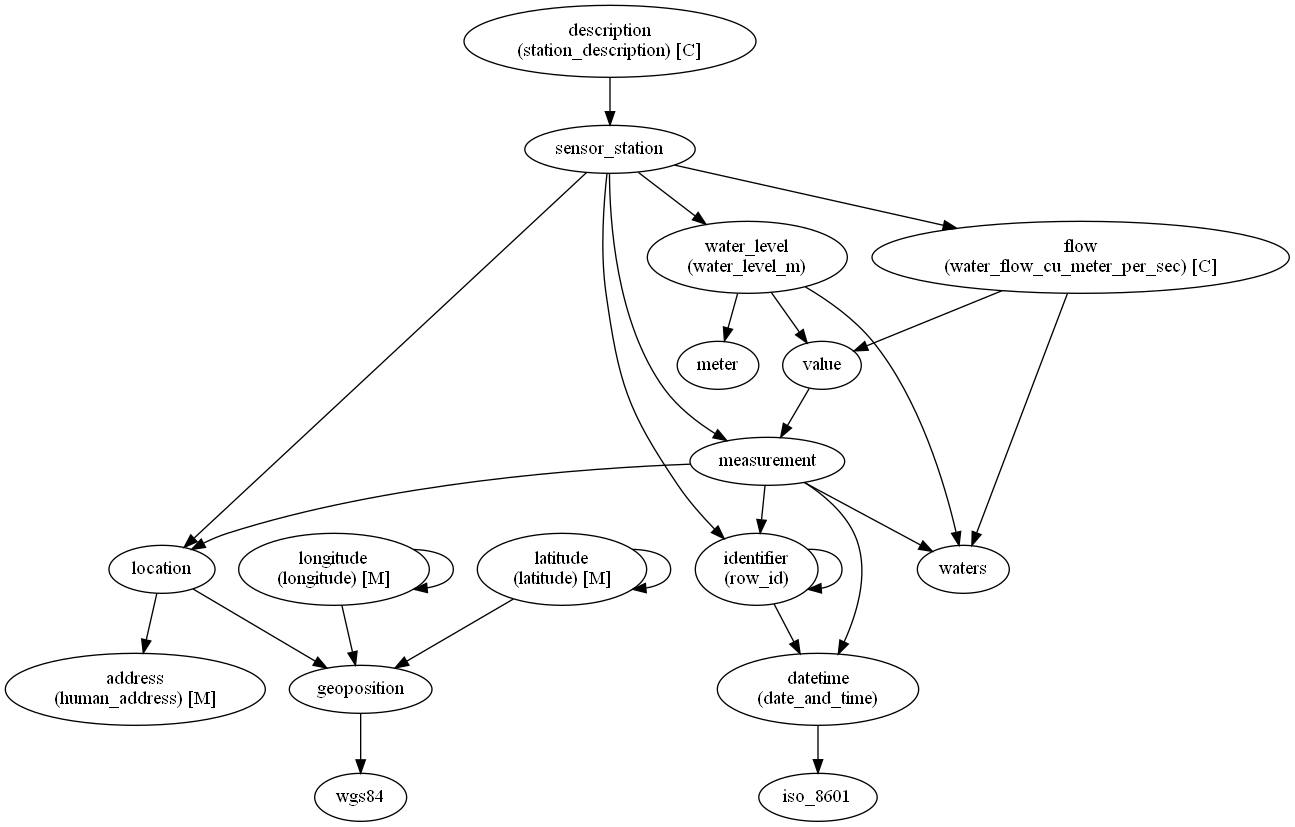 description
(station_description) [C]
sensor_station
water_level
(water_level_m)
flow
(water_flow_cu_meter_per_sec) [C]
meter
value
measurement
location
longitude
(longitude) [M]
latitude
(latitude) [M]
identifier
(row_id)
waters
address
(human_address) [M]
geoposition
datetime
(date_and_time)
wgs84
iso_8601